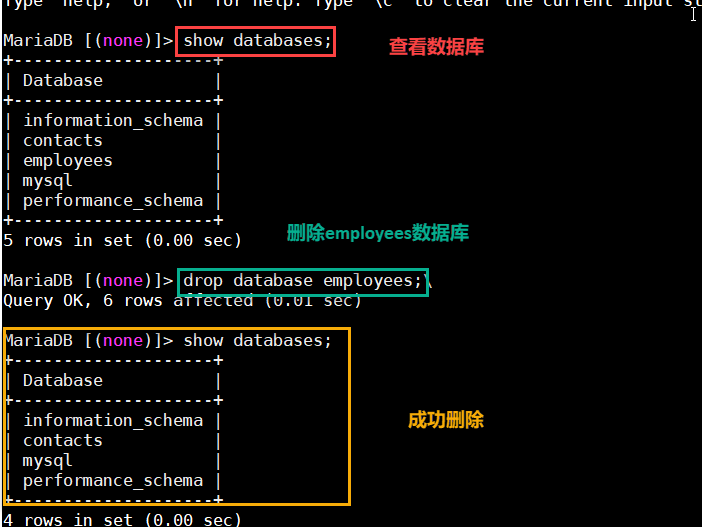 Type 'help;' or '\h' for help. Type '\c' to clear the current input st
MariaDB [(none)]> show databases;
查看数据库
+--------------------+
| Database           |
+--------------------+
| information_schema |
| contacts           |
| employees          |
| mysql              |
| performance_schema |
+--------------------+
5 rows in set (0.00 sec)
删除employees数据库
MariaDB [(none)]> drop database employees;\
Query OK, 6 rows affected (0.01 sec)
MariaDB [(none)]> show databases;
+--------------------+
| Database           |
+--------------------+
| information_schema |
| contacts           |
成功删除
| mysql              |
| performance_schema |
+--------------------+
4 rows in set (0.00 sec)